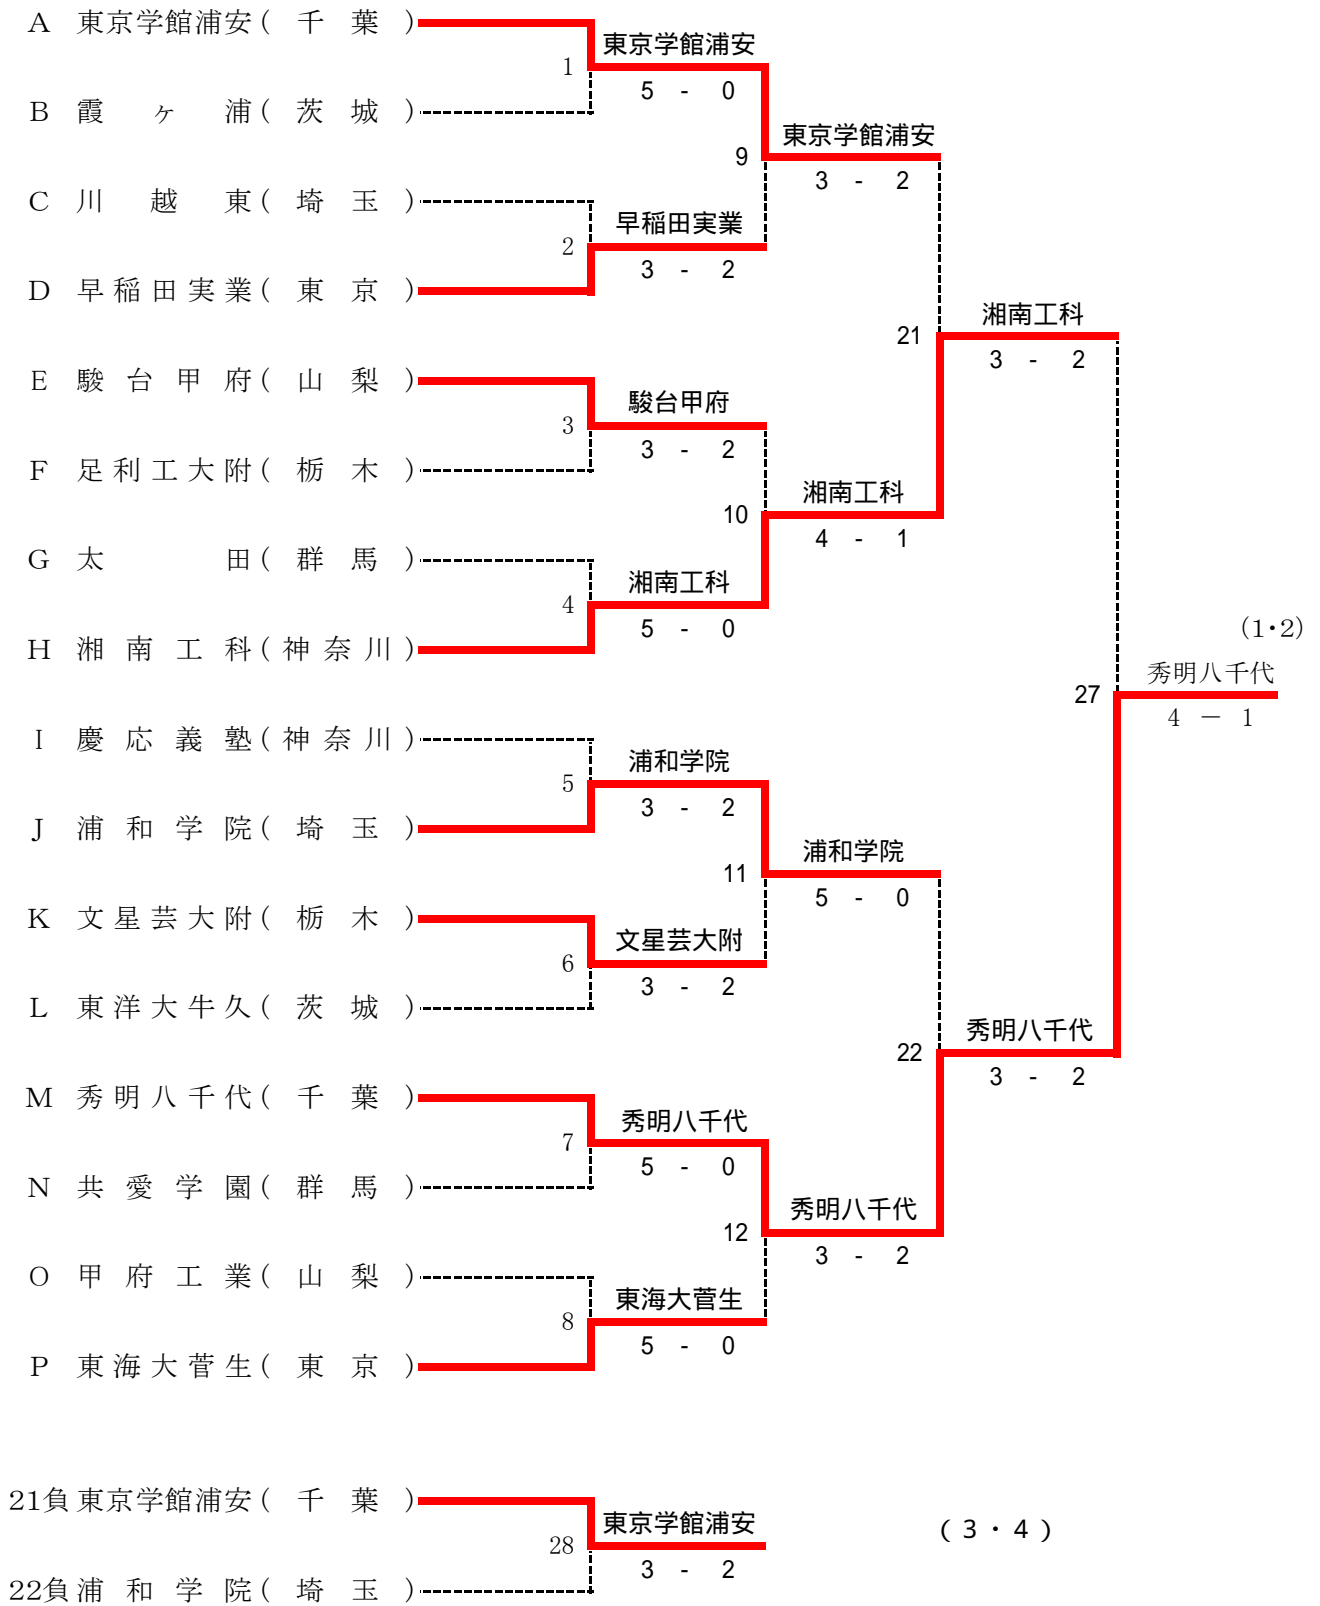 A 東京学館浦安( 千 葉 )
東京学館浦安
1
5 - 0
B 霞 ヶ 浦( 茨 城 )
東京学館浦安
9
3 - 2
C 川 越 東( 埼 玉 )
早稲田実業
2
3 - 2
D 早稲田実業( 東 京 )
湘南工科
21
3 - 2
E 駿台甲府( 山 梨 )
駿台甲府
3
3 - 2
F 足利工大附( 栃 木 )
湘南工科
10
4 - 1
G 太 田( 群 馬 )
湘南工科
4
5 - 0
H 湘南工科(神奈川)
(1・2)
秀明八千代
27
4 － 1
I 慶応義塾(神奈川)
浦和学院
5
3 - 2
J 浦和学院( 埼 玉 )
浦和学院
11
5 - 0
K 文星芸大附( 栃 木 )
文星芸大附
6
3 - 2
L 東洋大牛久( 茨 城 )
秀明八千代
22
3 - 2
M 秀明八千代( 千 葉 )
秀明八千代
7
5 - 0
N 共愛学園( 群 馬 )
秀明八千代
12
3 - 2
O 甲府工業( 山 梨 )
東海大菅生
8
5 - 0
P 東海大菅生( 東 京 )
21負 東京学館浦安( 千 葉 )
東京学館浦安
28
3 - 2
(3・4)
22負 浦和学院( 埼 玉 )